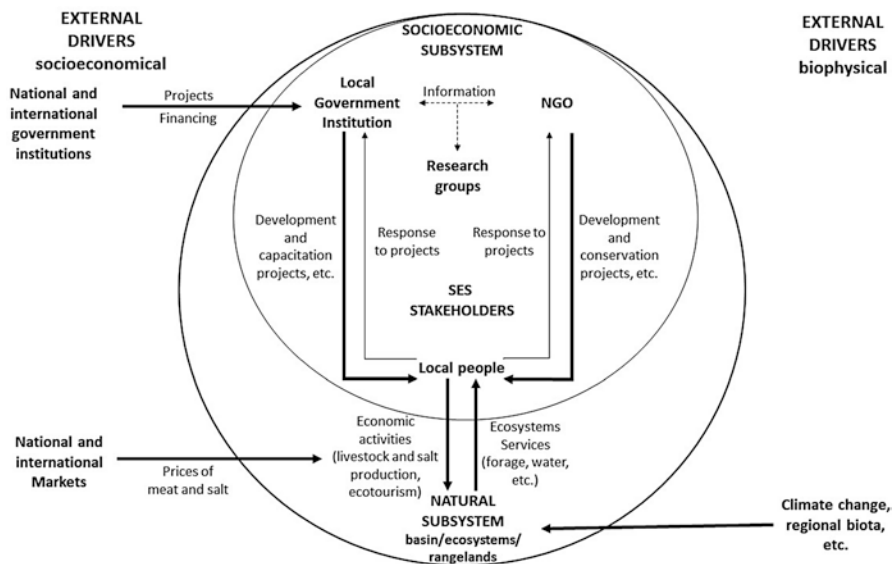 EXTERNAL
DRIVERS
socioeconomical
SOCIOECONOMIC
SUBSYSTEM
EXTERNAL
DRIVERS
biophysical
National and
international
government
institutions
Projects
Financing
Local
Government
Institution
Information
NGO
Research
groups
Development
and
capacitation
projects, etc.
Response
to projects
Response to
projects
Development
and
conservation
projects, etc.
SES
STAKEHOLDERS
Local people
National and
international
Markets
Prices of
meat and salt
Economic
activities
(livestock and salt
production,
ecotourism)
Ecosystems
Services
(forage, water,
etc.)
NATURAL
SUBSYSTEM
basin/ecosystems/
rangelands
Climate change,
regional biota,
etc.